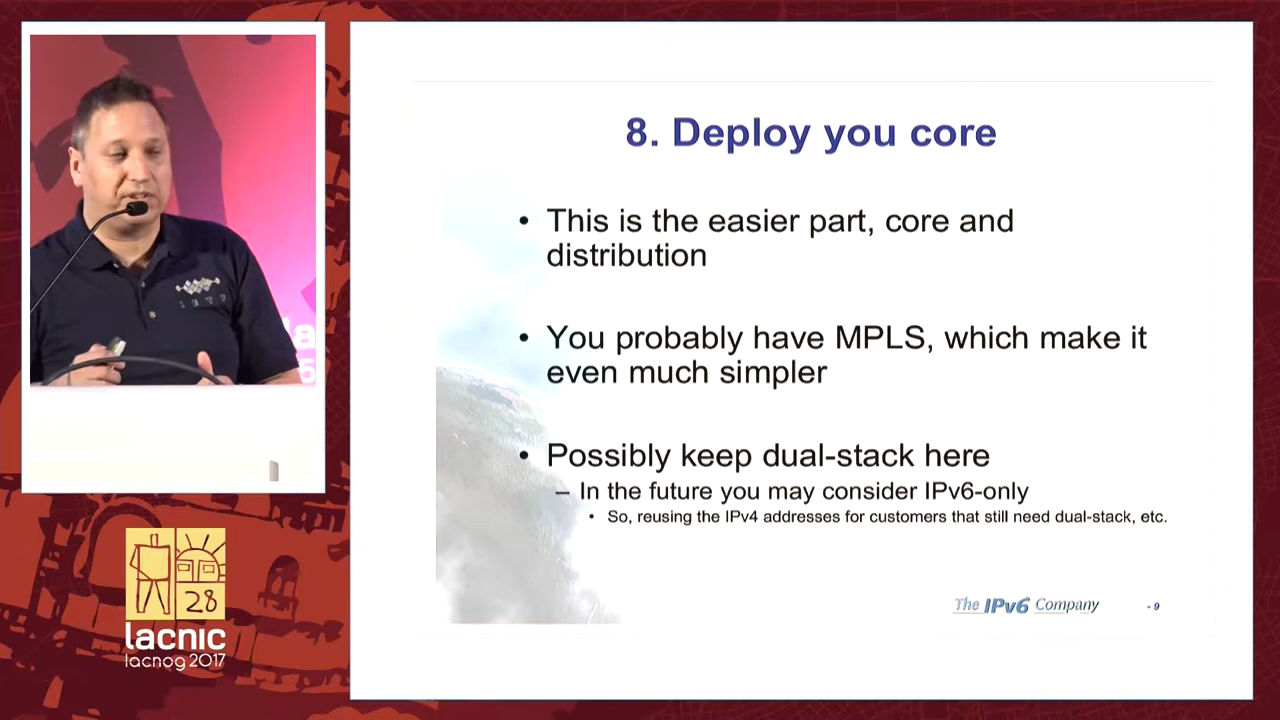 8. Deploy you core
• This is the easier part, core and
distribution
• You probably have MPLS, which make it
even much simpler
• Possibly keep dual-stack here
– In the future you may consider IPv6-only
• So, reusing the IPv4 addresses for customers that still need dual-stack, etc.
The IPv6 Company
- 9
28
lacnic
lacnog 2017